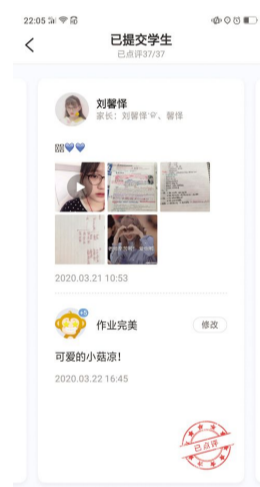 22:05
已提交学生
已点评37/37
刘馨怿
家长：刘馨怿、馨怿
2020.03.21 10:53
作业完美
修改
可爱的小菇凉！
2020.03.22 16:45
已点评